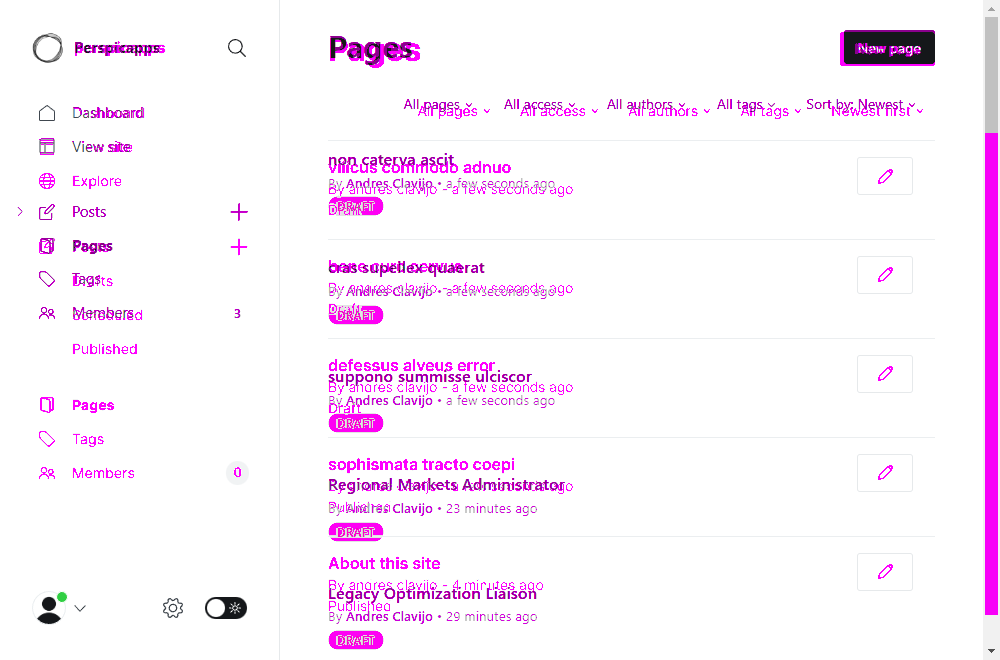 Perspicapps
Dashboard
View site
Explore
Posts
Pages
Tags
Drafts
Members
Scheduled
3
Published
Pages
Tags
Members
0
Pages
New page
All pages
All access
All authors
All tags
Sort by: Newest
All pages
All access
All authors
All tags
Newest first
non caterva ascit
vilicus commodo adnuo
By Andres Clavijo • a few seconds ago
By andres clavijo - a few seconds ago
DRAFT
Draft
cras supellex quaerat
By andres clavijo - a few seconds ago
By Andres Clavijo • a few seconds ago
Draft
DRAFT
defessus alveus error
suppono summisse ulciscor
By andres clavijo - a few seconds ago
By Andres Clavijo • a few seconds ago
Draft
DRAFT
sophismata tracto coepi
Regional Markets Administrator
By andres clavijo - a few seconds ago
Published
By Andres Clavijo • 23 minutes ago
DRAFT
About this site
By andres clavijo - 4 minutes ago
Legacy Optimization Liaison
Published
By Andres Clavijo • 29 minutes ago
DRAFT